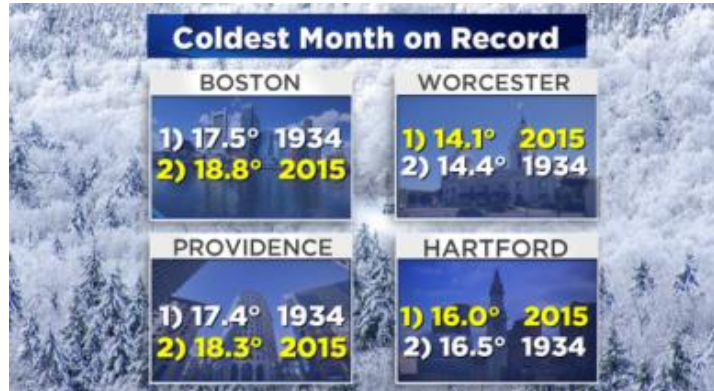 Coldest Month on Record
BOSTON
1) 17.5° 1934
2) 18.8° 2015
WORCESTER
1) 14.1° 2015
2) 14.4° 1934
PROVIDENCE
1) 17.4° 1934
2) 18.3° 2015
HARTFORD
1) 16.0° 2015
2) 16.5° 1934